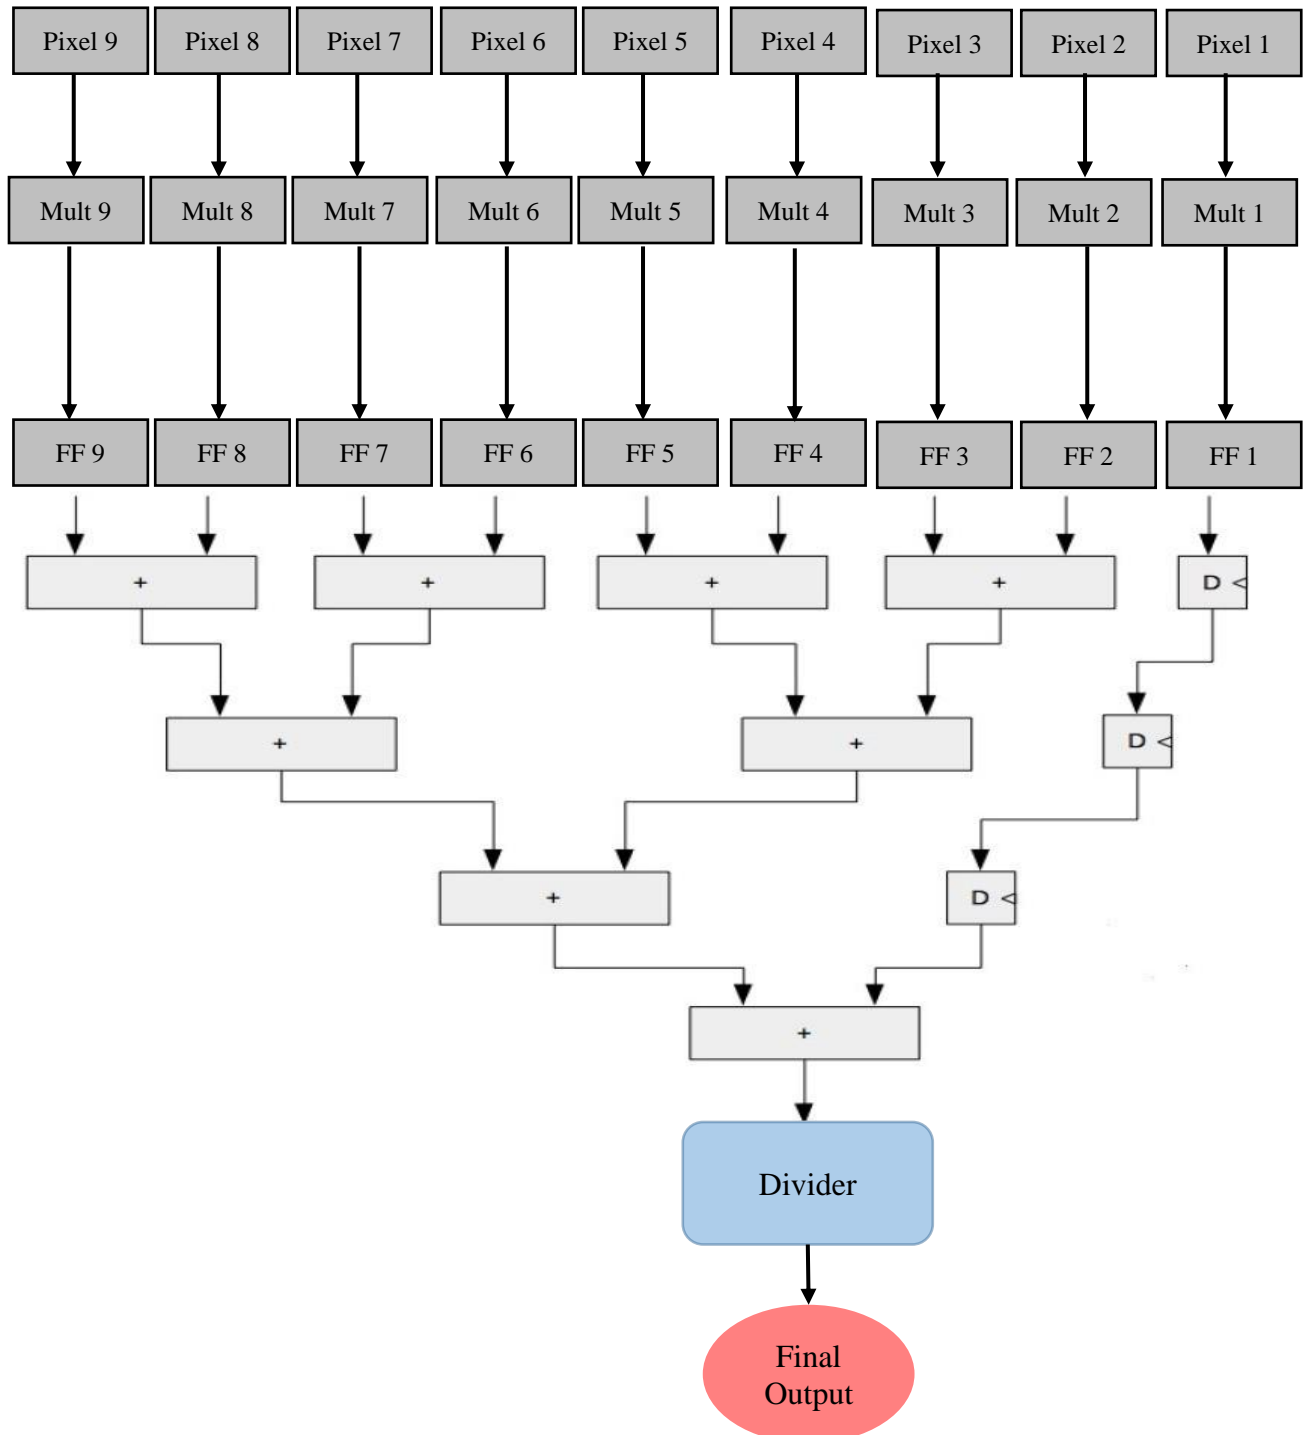 Pixel 9 Pixel 8 Pixel 7 Pixel 6 Pixel 5 Pixel 4 Pixel 3 Pixel 2 Pixel 1
Mult 9 Mult 8 Mult 7 Mult 6 Mult 5 Mult 4 Mult 3 Mult 2 Mult 1
FF 9 FF 8 FF 7 FF 6 FF 5 FF 4 FF 3 FF 2 FF 1
+ + + + D <
+ + D <
+ D <
+
Divider
Final
Output